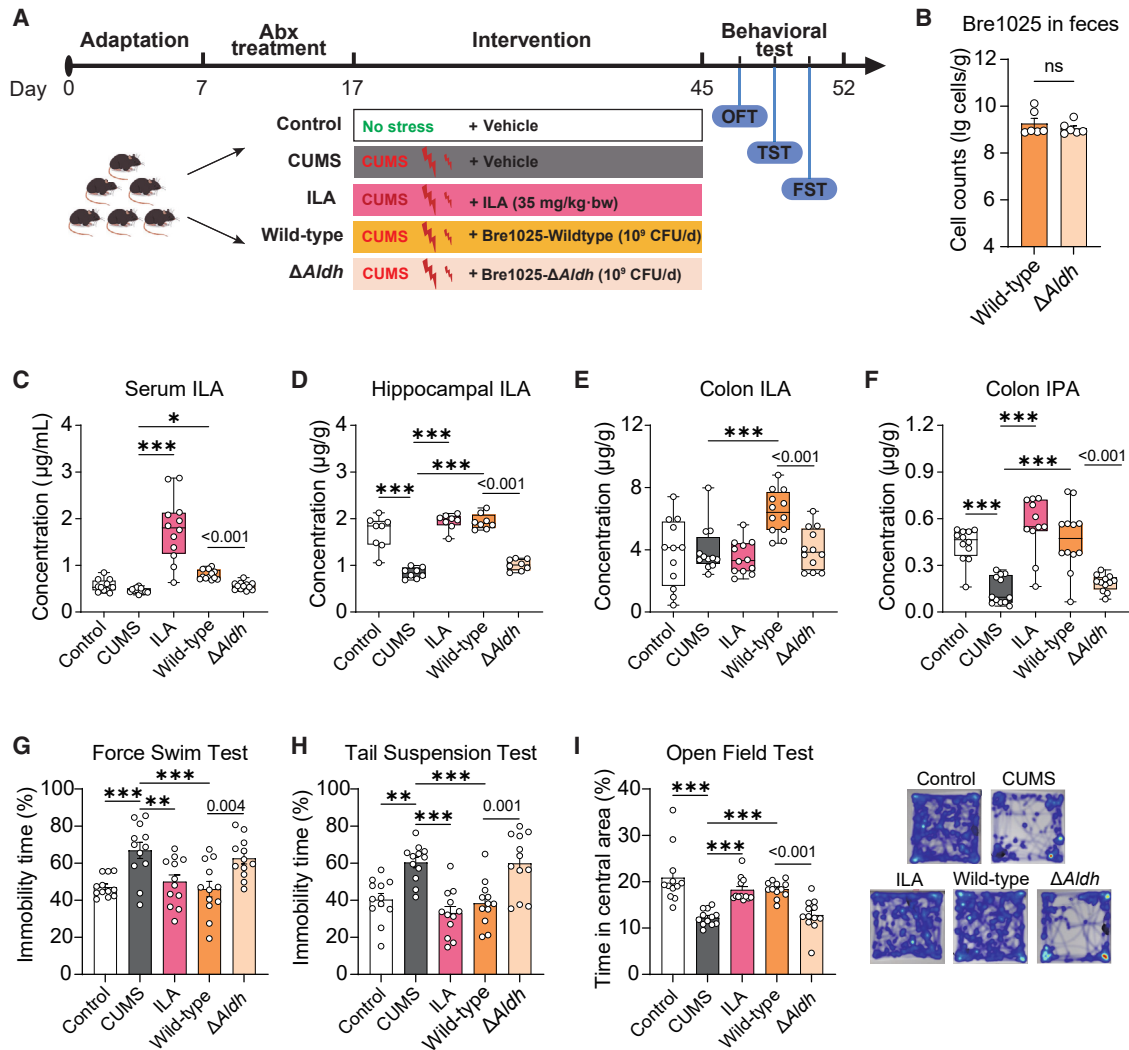 A
Adaptation
Abx
treatment
Intervention
Behavioral
test
Day
0
7
17
45
52
OFT
TST
FST
Control
No stress + Vehicle
CUMS
CUMS + Vehicle
ILA
CUMS + ILA (35 mg/kg·bw)
Wild-type
CUMS + Bre1025-Wildtype (10⁹ CFU/d)
ΔAldh
CUMS + Bre1025-ΔAldh (10⁹ CFU/d)
B
Bre1025 in feces
Cell counts (lg cells/g)
12
10
8
6
4
ns
Wild-type
ΔAldh
C
Serum ILA
Concentration (μg/mL)
4
3
2
1
0
*
***
<0.001
Control
CUMS
ILA
Wild-type
ΔAldh
D
Hippocampal ILA
Concentration (μg/g)
4
3
2
1
0
***
***
***
<0.001
Control
CUMS
ILA
Wild-type
ΔAldh
E
Colon ILA
Concentration (μg/g)
12
8
4
0
***
<0.001
Control
CUMS
ILA
Wild-type
ΔAldh
F
Colon IPA
Concentration (μg/g)
1.2
0.9
0.6
0.3
0.0
***
***
***
<0.001
Control
CUMS
ILA
Wild-type
ΔAldh
G
Force Swim Test
Immobility time (%)
100
80
60
40
20
0
***
***
**
0.004
Control
CUMS
ILA
Wild-type
ΔAldh
H
Tail Suspension Test
Immobility time (%)
100
80
60
40
20
0
***
**
***
0.001
Control
CUMS
ILA
Wild-type
ΔAldh
I
Open Field Test
Time in central area (%)
40
30
20
10
0
***
***
***
<0.001
Control
CUMS
ILA
Wild-type
ΔAldh
Control
CUMS
ILA
Wild-type
ΔAldh